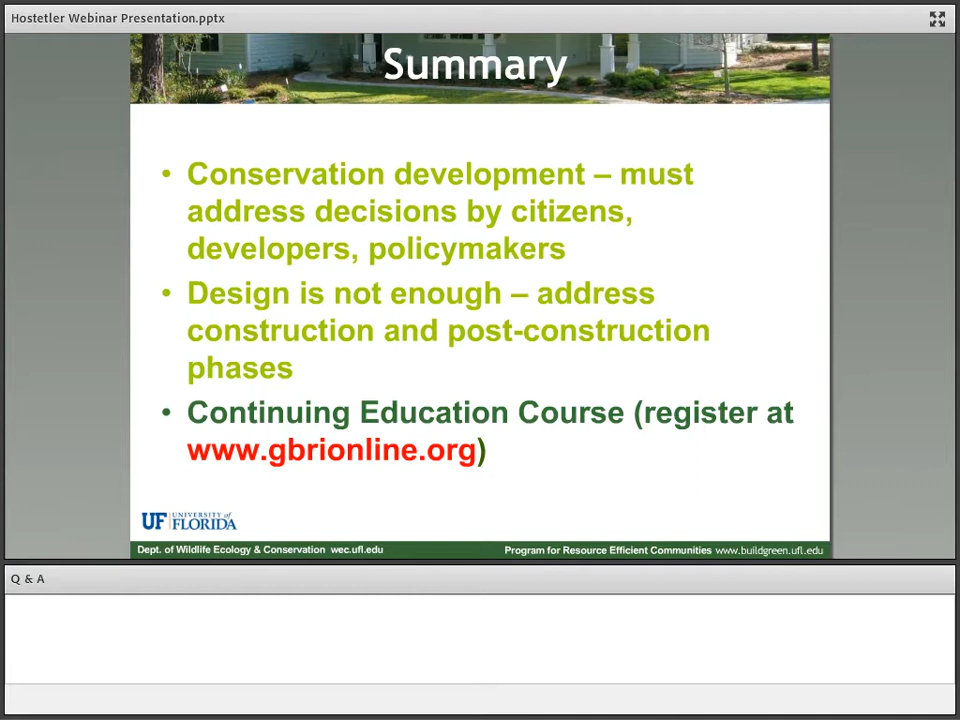 Hostetler Webinar Presentation.pptx
Summary
• Conservation development – must
address decisions by citizens,
developers, policymakers
• Design is not enough – address
construction and post-construction
phases
• Continuing Education Course (register at
www.gbrionline.org)
UF UNIVERSITY of
FLORIDA
Dept. of Wildlife Ecology & Conservation wec.ufl.edu
Program for Resource Efficient Communities www.buildgreen.ufl.edu
Q & A